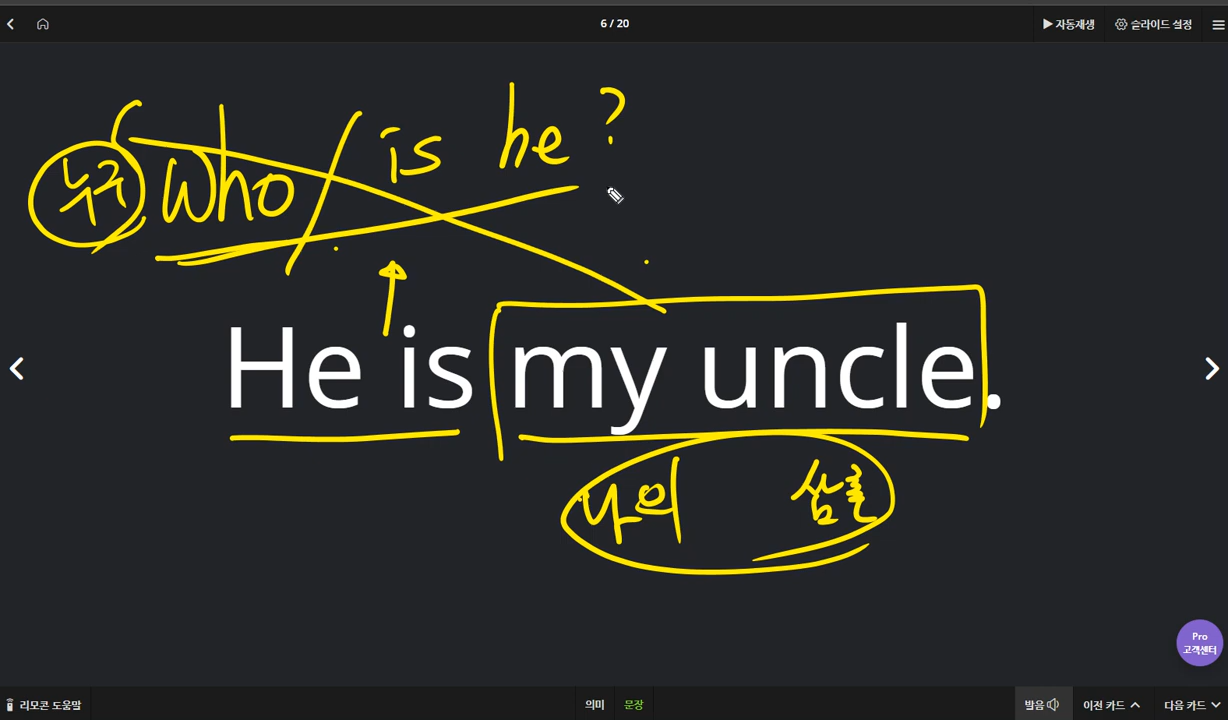 6 / 20
자동재생
슬라이드 설정
누구 Who is he ?
He is my uncle.
나의 삼촌
Pro
고객센터
리모콘 도움말
의미
문장
발음
이전 카드
다음 카드